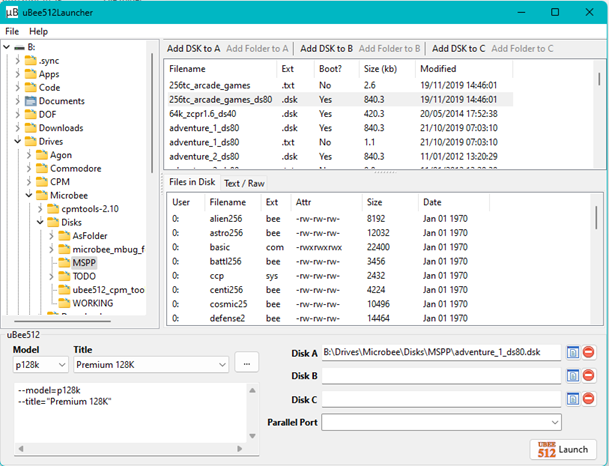 µB uBee512Launcher
File Help
B:
.sync
Apps
Code
Documents
DOF
Downloads
Drives
Agon
Commodore
CPM
Microbee
cpmtools-2.10
Disks
AsFolder
microbee_mbug_f
MSPP
TODO
ubee512_cpm_too
WORKING
Add DSK to A Add Folder to A Add DSK to B Add Folder to B Add DSK to C Add Folder to C
Filename Ext Boot? Size (kb) Modified
256tc_arcade_games .txt No 2.6 19/11/2019 14:46:01
256tc_arcade_games_ds80 .dsk Yes 840.3 19/11/2019 14:46:01
64k_zcpr1.6_ds40 .dsk Yes 420.3 20/05/2014 17:52:38
adventure_1_ds80 .dsk Yes 840.3 21/10/2019 07:03:10
adventure_1_ds80 .txt No 1.1 21/10/2019 07:03:10
adventure_2_ds80 .dsk Yes 840.3 11/01/2012 13:20:29
Files in Disk Text / Raw
User Filename Ext Attr Size Date
0: alien256 bee -rw-rw-rw- 8192 Jan 01 1970
0: astro256 bee -rw-rw-rw- 12032 Jan 01 1970
0: basic com -rwxrwxrwx 22400 Jan 01 1970
0: battl256 bee -rw-rw-rw- 3456 Jan 01 1970
0: ccp sys -rw-rw-rw- 2432 Jan 01 1970
0: centi256 bee -rw-rw-rw- 4224 Jan 01 1970
0: cosmic25 bee -rw-rw-rw- 10496 Jan 01 1970
0: defense2 bee -rw-rw-rw- 14464 Jan 01 1970
uBee512
Model Title
p128k Premium 128K ...
--model=p128k
--title="Premium 128K"
Disk A B:\Drives\Microbee\Disks\MSPP\adventure_1_ds80.dsk
Disk B
Disk C
Parallel Port
UBEE 512 Launch